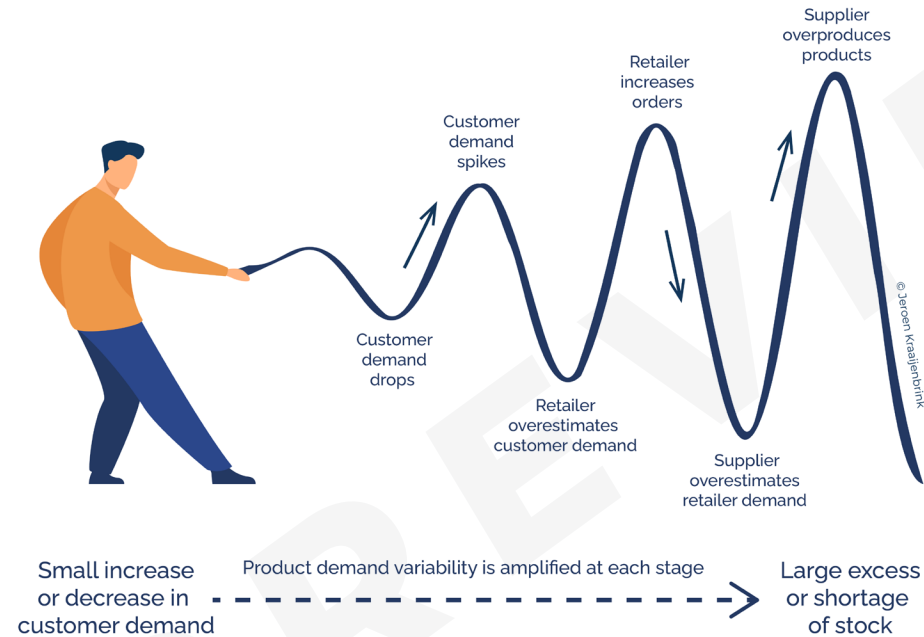 Supplier
overproduces
products
Retailer
increases
orders
Customer
demand
spikes
Customer
demand
drops
Retailer
overestimates
customer demand
Supplier
overestimates
retailer demand
© Jeroen Kraaijenbrink
Small increase
or decrease in
customer demand
Product demand variability is amplified at each stage
Large excess
or shortage
of stock